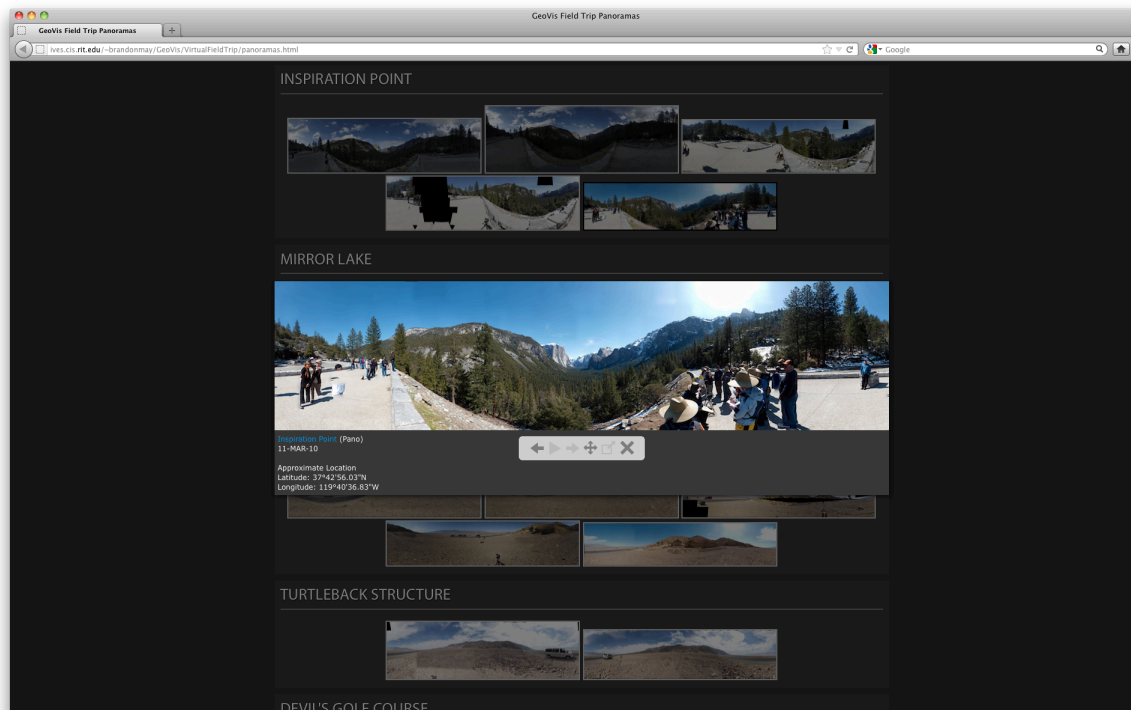 GeoVis Field Trip Panoramas
GeoVis Field Trip Panoramas
ives.cis.rit.edu/~brandonmay/GeoVis/VirtualFieldTrip/panoramas.html
Google
INSPIRATION POINT
MIRROR LAKE
Inspiration Point (Pano)
11-MAR-10
Approximate Location
Latitude: 37°42'56.03"N
Longitude: 119°40'36.83"W
TURTLEBACK STRUCTURE
DEVIL'S GOLF COURSE